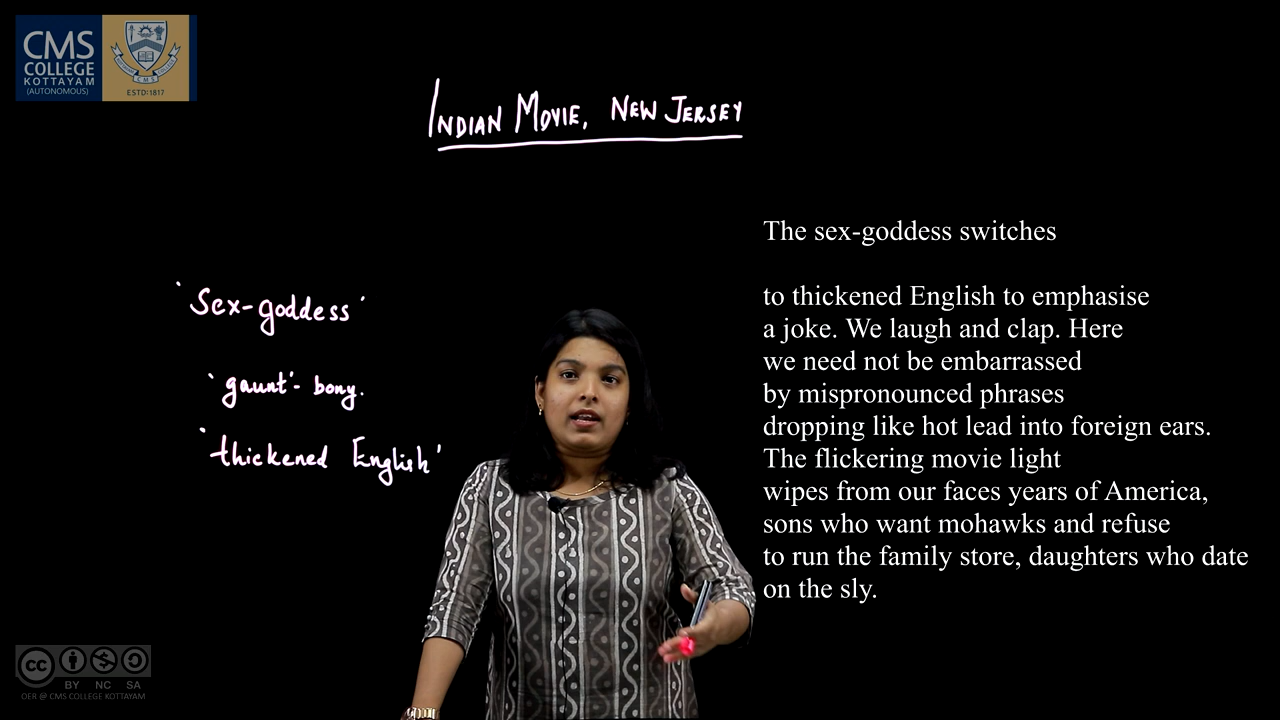 CMS
COLLEGE
KOTTAYAM
(AUTONOMOUS)
CMS
ESTD:1817
INDIAN MOVIE, NEW JERSEY
'Sex-goddess'
'gaunt'- bony.
'thickened English'
The sex-goddess switches
to thickened English to emphasise
a joke. We laugh and clap. Here
we need not be embarrassed
by mispronounced phrases
dropping like hot lead into foreign ears.
The flickering movie light
wipes from our faces years of America,
sons who want mohawks and refuse
to run the family store, daughters who date
on the sly.
cc
BY NC SA
OER @ CMS COLLEGE KOTTAYAM